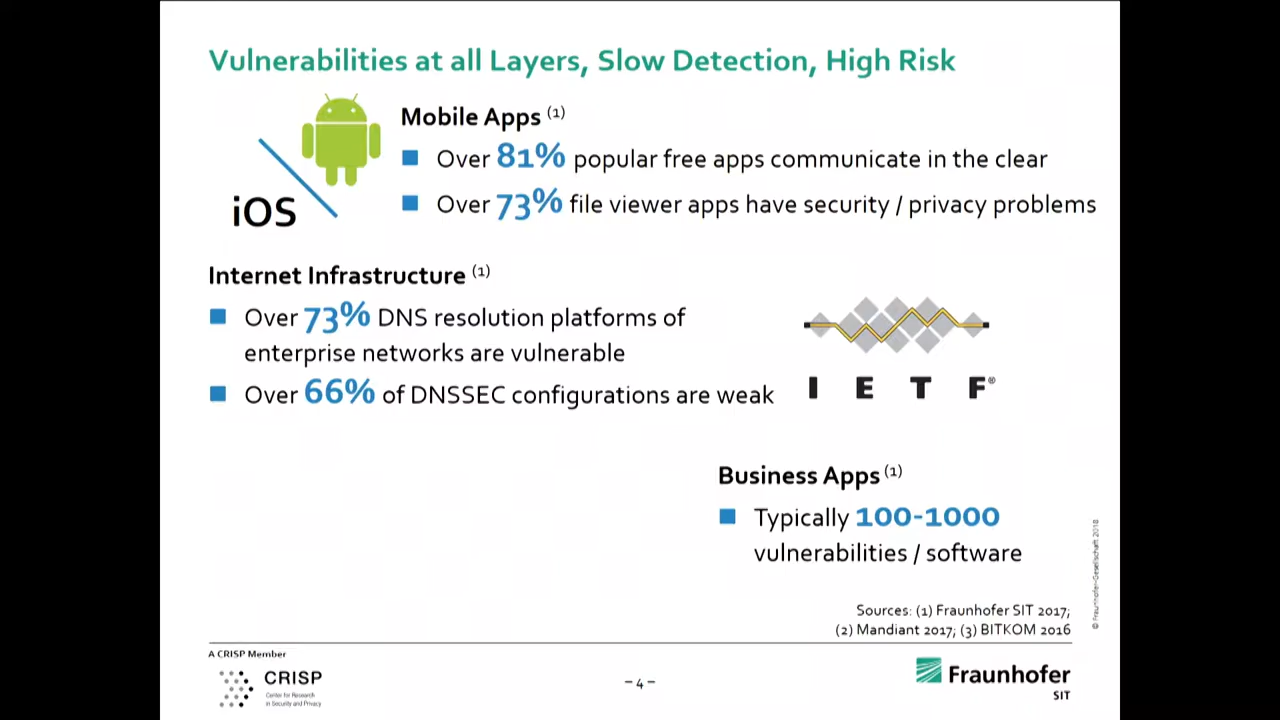 Vulnerabilities at all Layers, Slow Detection, High Risk
iOS
Mobile Apps (1)
Over 81% popular free apps communicate in the clear
Over 73% file viewer apps have security / privacy problems
Internet Infrastructure (1)
Over 73% DNS resolution platforms of
enterprise networks are vulnerable
Over 66% of DNSSEC configurations are weak
I E T F®
Business Apps (1)
Typically 100-1000
vulnerabilities / software
Sources: (1) Fraunhofer SIT 2017;
(2) Mandiant 2017; (3) BITKOM 2016
© Fraunhofer-Gesellschaft 2018
A CRISP Member
CRISP
Center for Research
in Security and Privacy
– 4 –
Fraunhofer
SIT